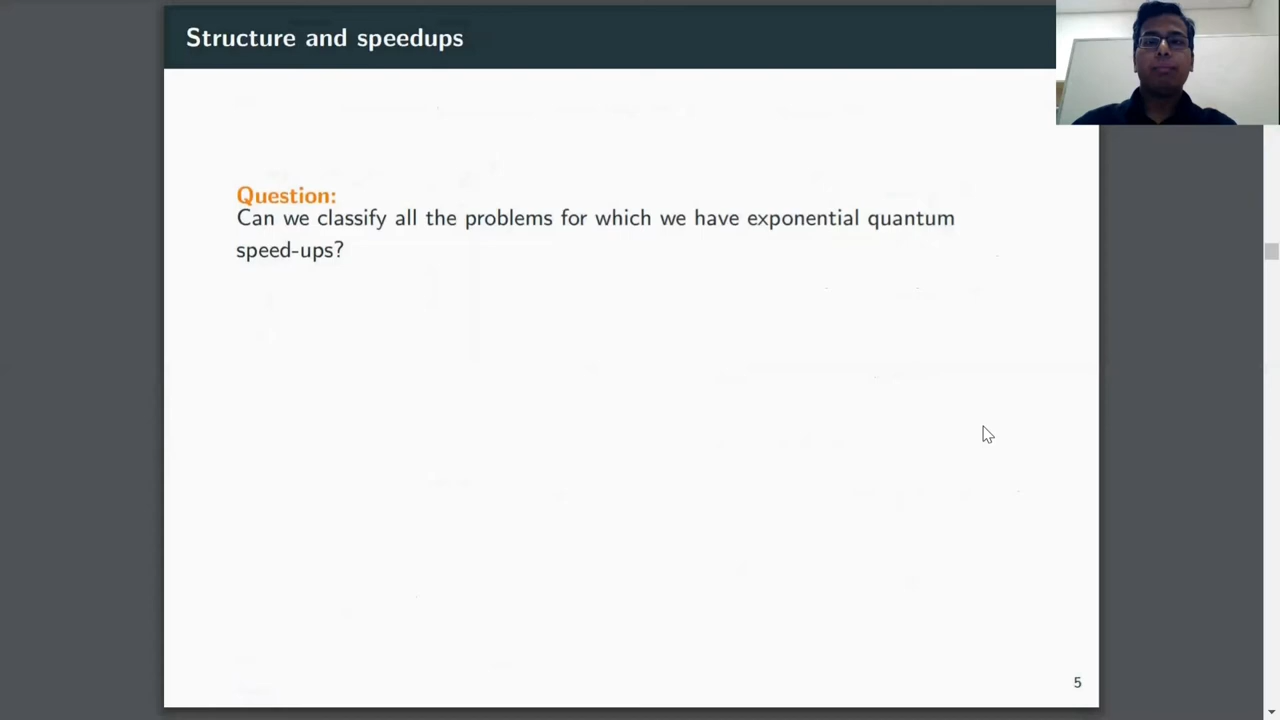 Structure and speedups
Question:
Can we classify all the problems for which we have exponential quantum
speed-ups?
5